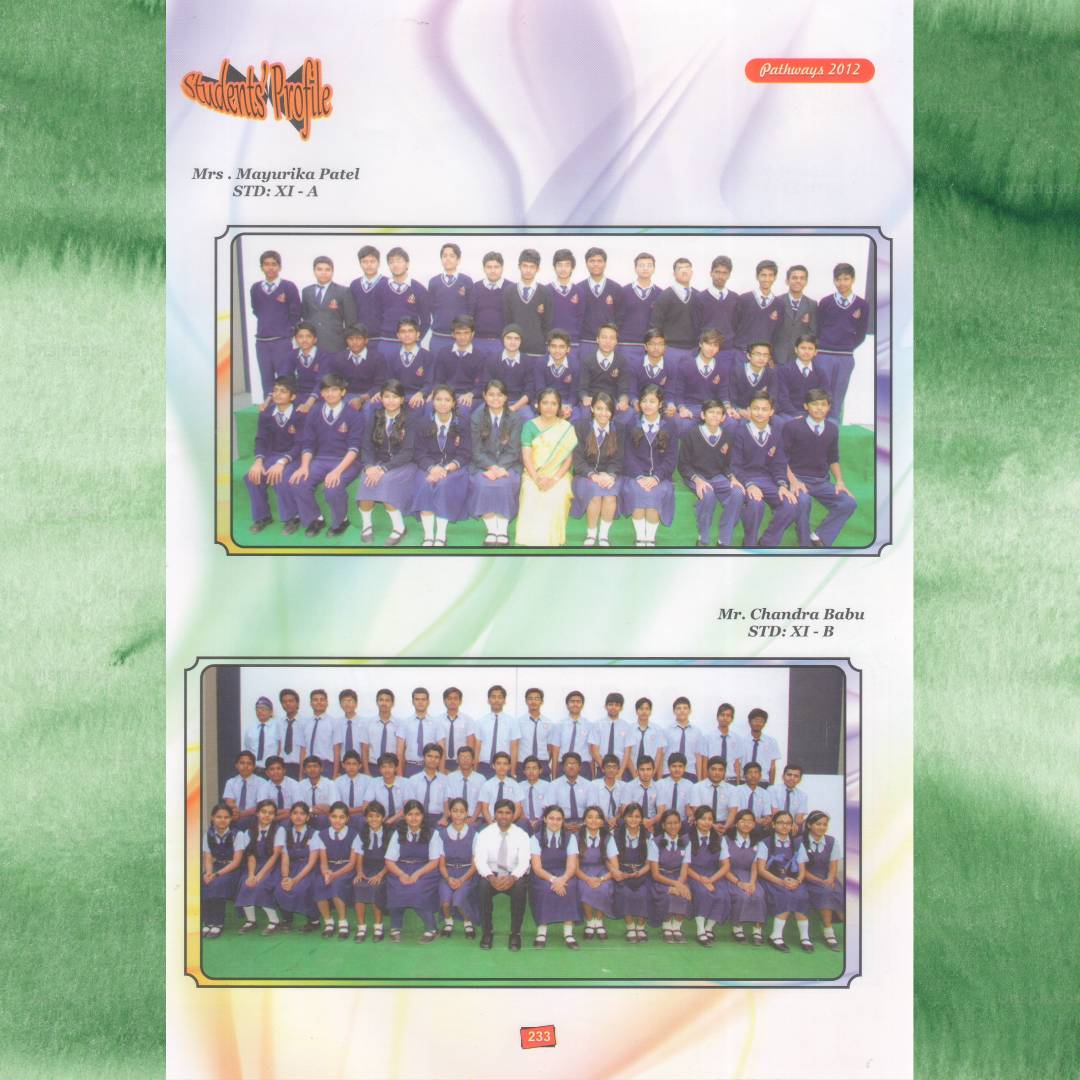 Students' Profile
Pathways 2012
Mrs . Mayurika Patel
STD: XI - A
Mr. Chandra Babu
STD: XI - B
233